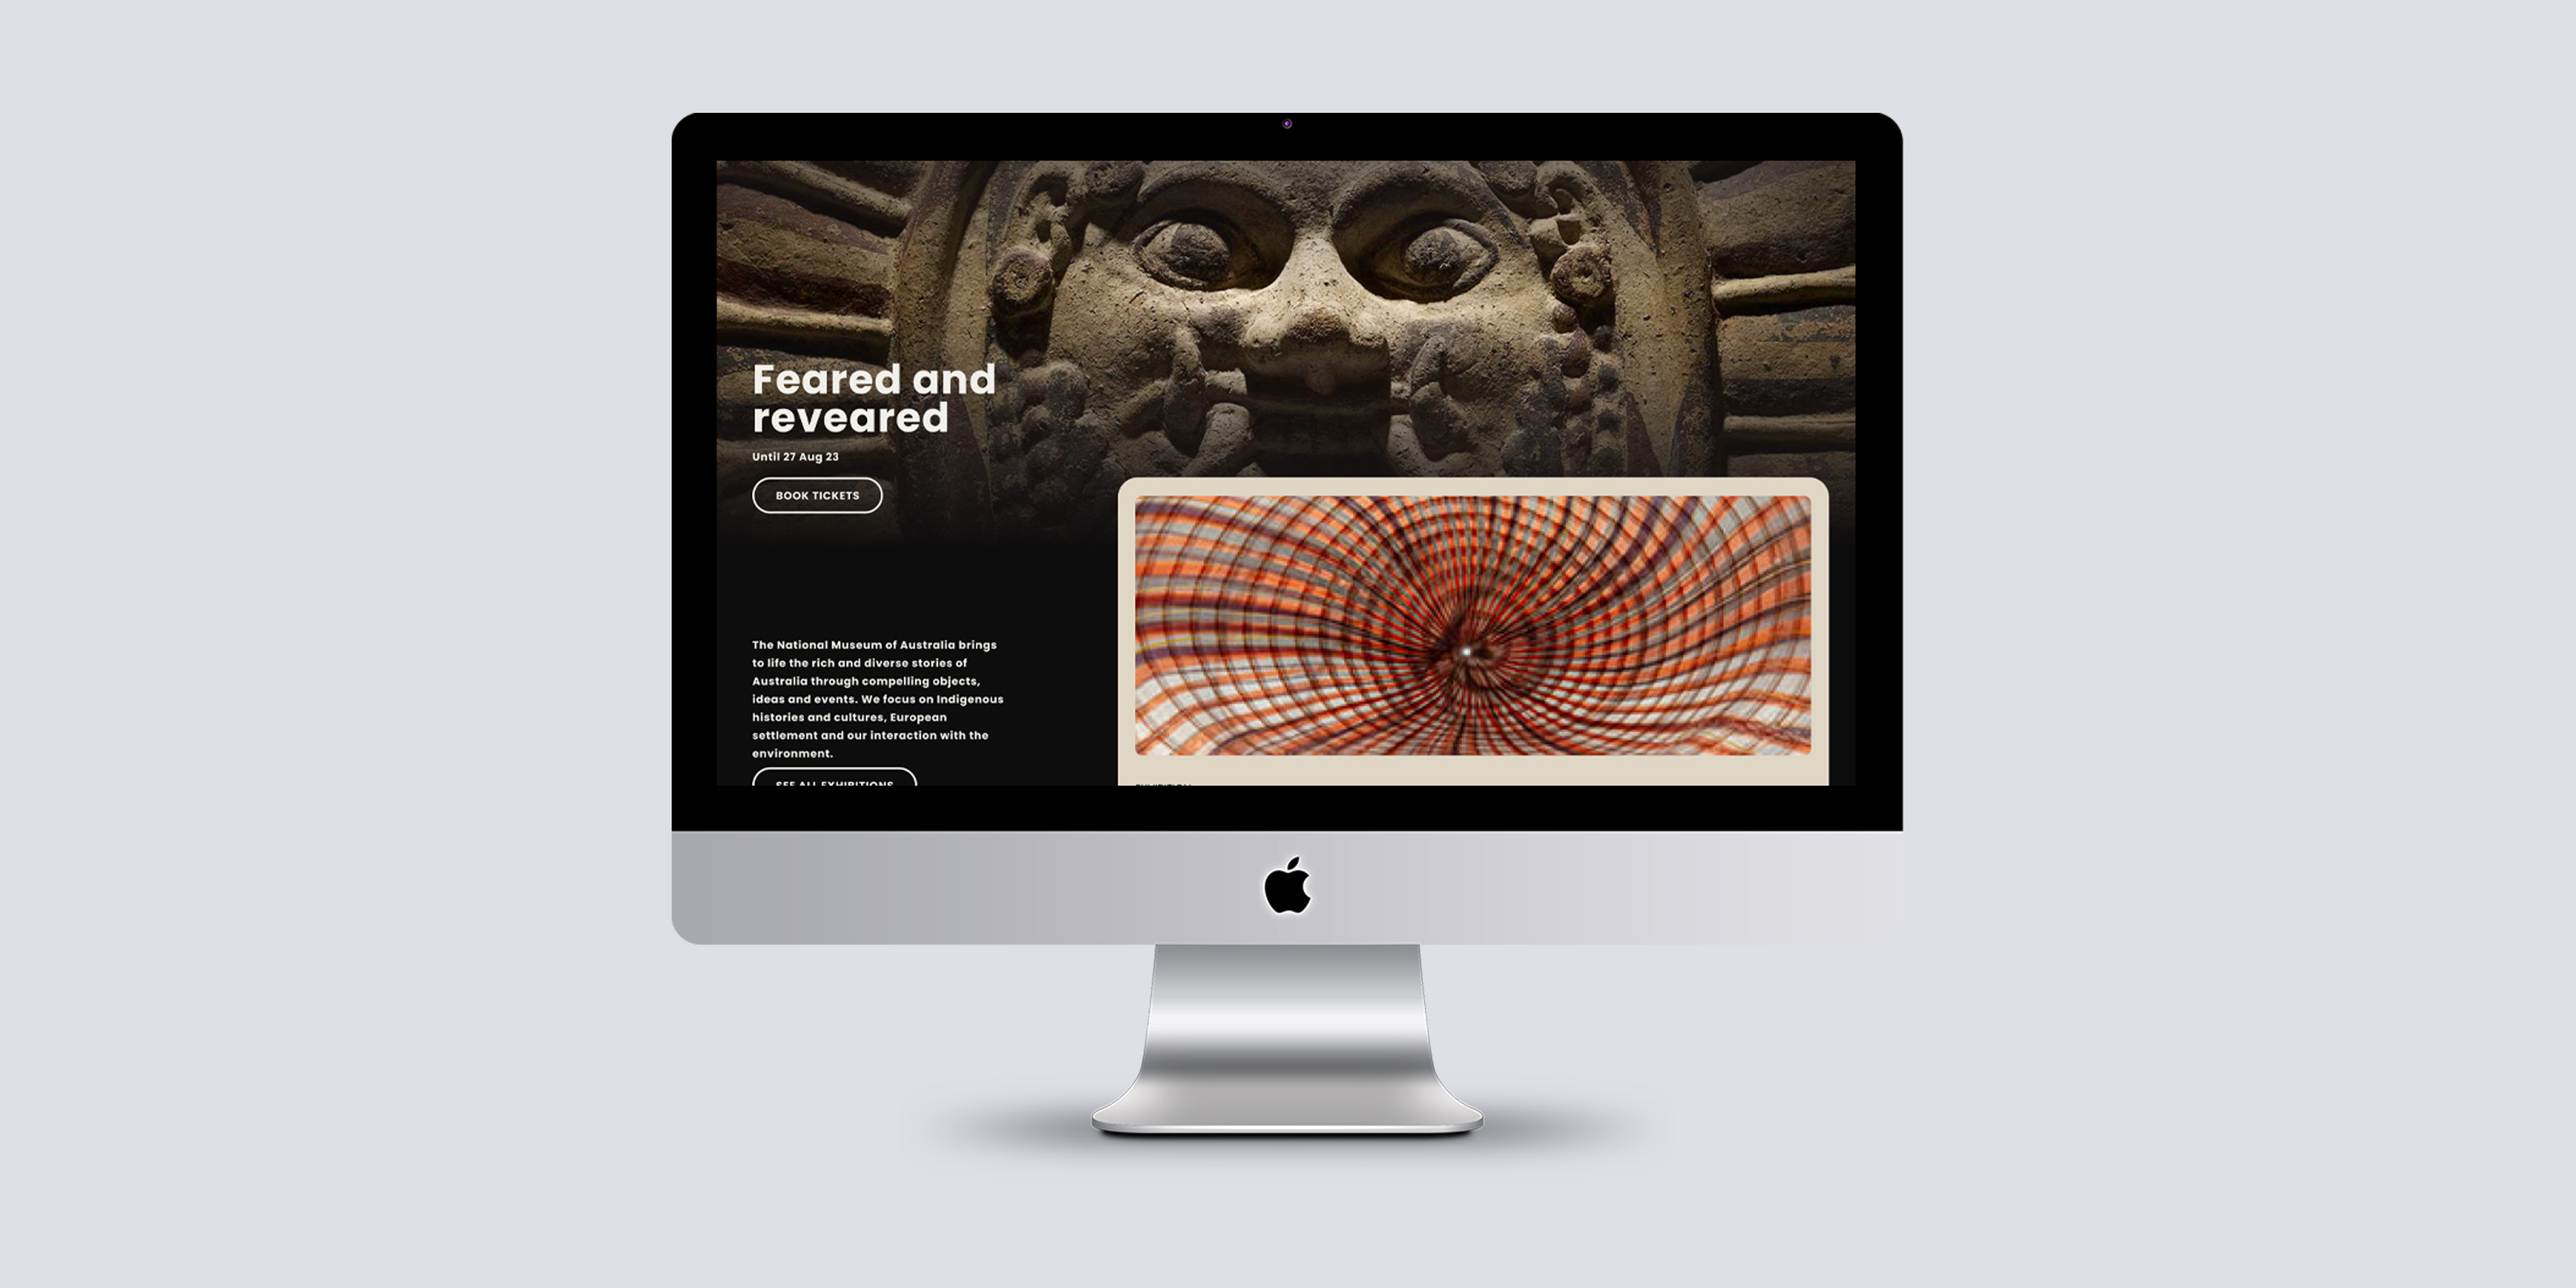 Feared and
reveared
Until 27 Aug 23
BOOK TICKETS
The National Museum of Australia brings
to life the rich and diverse stories of
Australia through compelling objects,
ideas and events. We focus on Indigenous
histories and cultures, European
settlement and our interaction with the
environment.
SEE ALL EXHIBITIONS